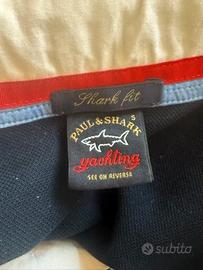 Shark fit
PAUL & SHARK
S
yachting
SEE ON REVERSE
subito